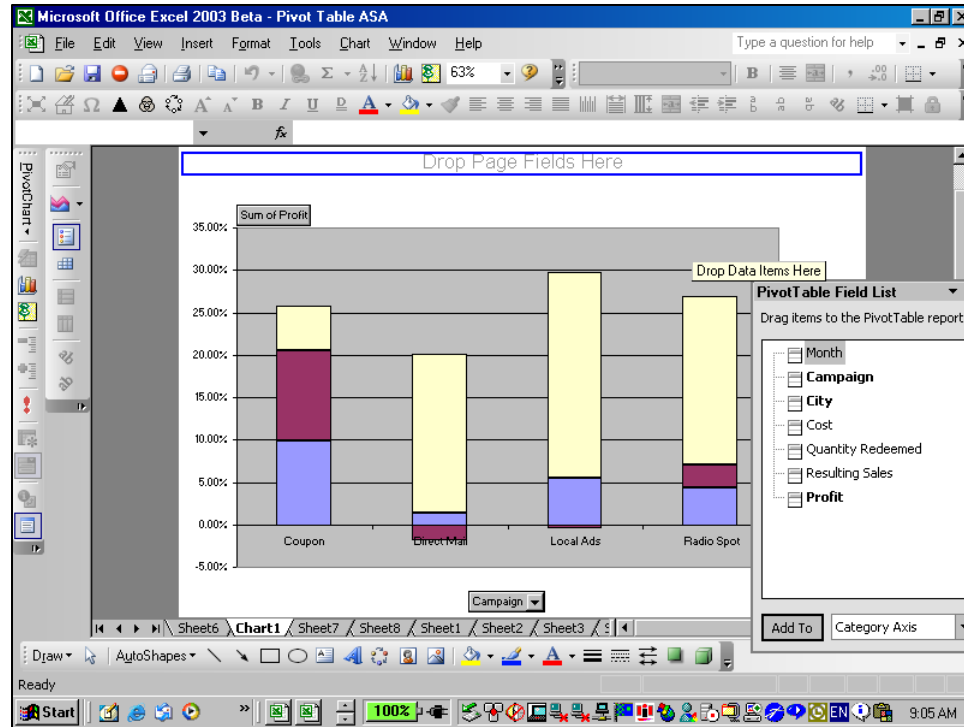 Microsoft Office Excel 2003 Beta - Pivot Table ASA
File Edit View Insert Format Tools Chart Window Help Type a question for help
63% B
A A B I U D A
fx
PivotChart
Drop Page Fields Here
Sum of Profit
35.00%
30.00%
Drop Data Items Here
25.00%
20.00%
15.00%
10.00%
5.00%
0.00%
-5.00%
Coupon Direct Mail Local Ads Radio Spot
Campaign
PivotTable Field List
Drag items to the PivotTable report
Month
Campaign
City
Cost
Quantity Redeemed
Resulting Sales
Profit
Add To Category Axis
Sheet6 Chart1 Sheet7 Sheet8 Sheet1 Sheet2 Sheet3
Draw AutoShapes A
Ready
Start 100% EN 9:05 AM